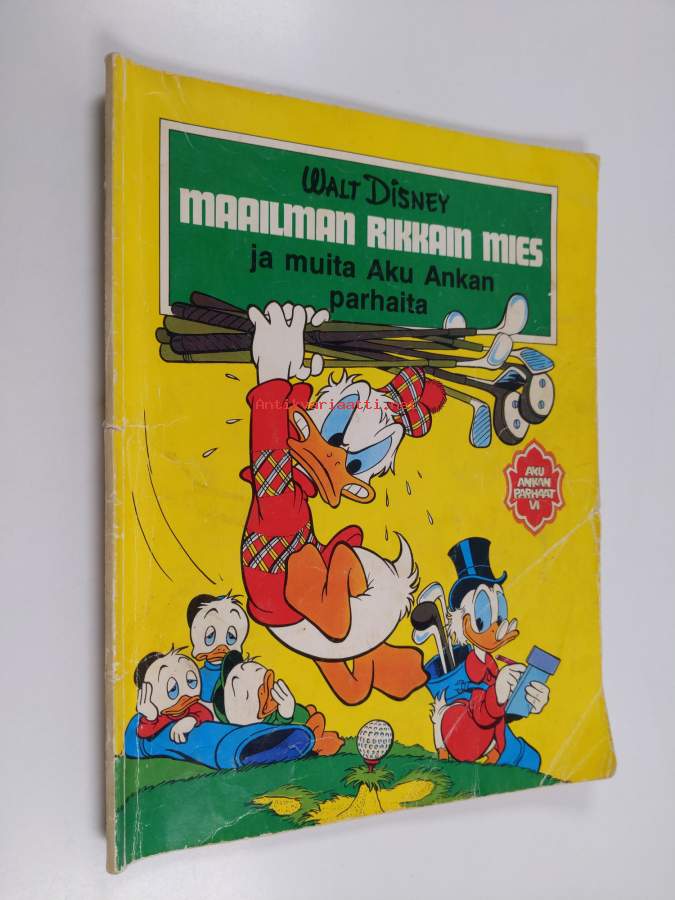 WALT DISNEY
MAAILMAN RIKKAIN MIES
ja muita Aku Ankan
parhaita
Antikvariaatti.net
AKU
ANKAN
PARHAAT
VI